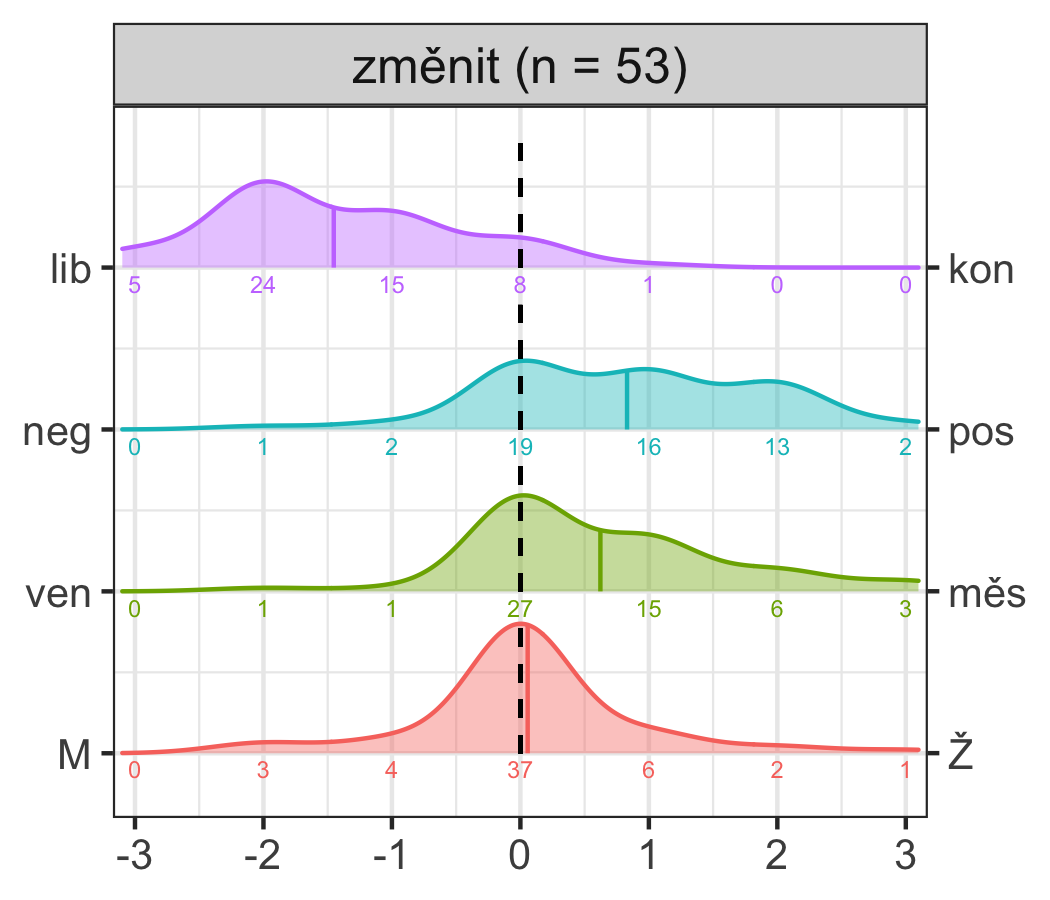 změnit (n = 53)
lib kon
5 24 15 8 1 0 0
neg pos
0 1 2 19 16 13 2
ven měs
0 1 1 27 15 6 3
M Ž
0 3 4 37 6 2 1
-3 -2 -1 0 1 2 3